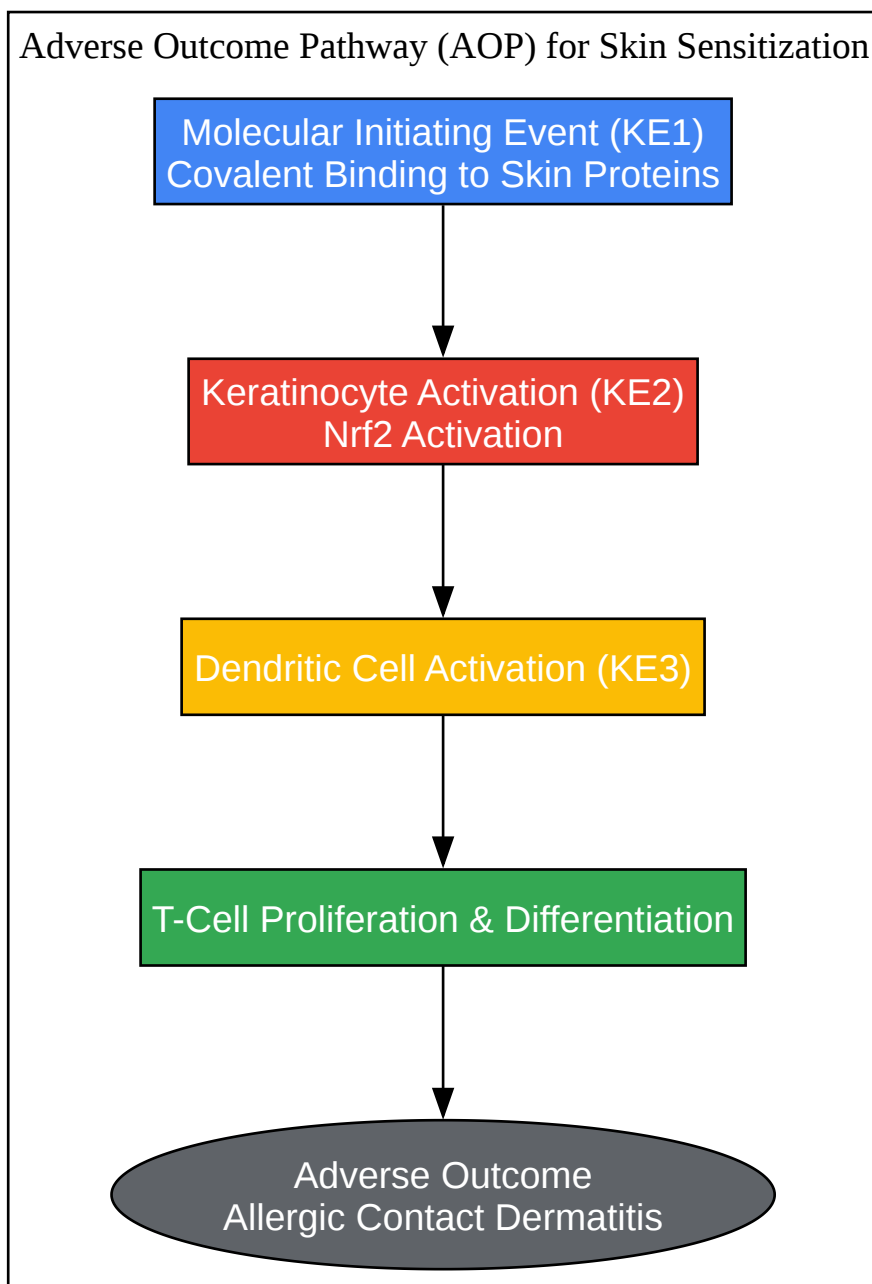 Adverse Outcome Pathway (AOP) for Skin Sensitization
Molecular Initiating Event (KE1)
Covalent Binding to Skin Proteins
Keratinocyte Activation (KE2)
Nrf2 Activation
Dendritic Cell Activation (KE3)
T-Cell Proliferation & Differentiation
Adverse Outcome
Allergic Contact Dermatitis